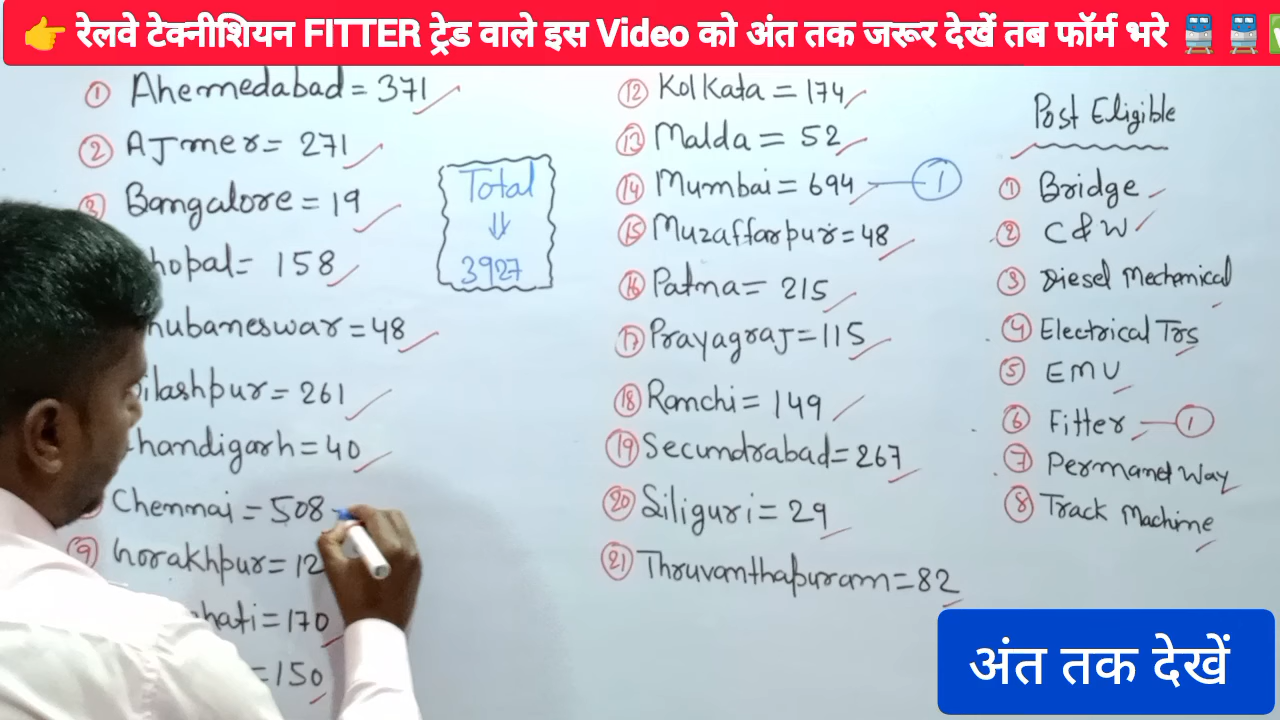 👉 रेलवे टेक्नीशियन FITTER ट्रेड वाले इस Video को अंत तक जरूर देखें तब फॉर्म भरे 🚆 🚆 ✅
① Ahemedabad = 371
② AJmer = 271
③ Bangalore = 19
hopal = 158
hubaneswar = 48
ilashpur = 261
handigarh = 40
Chennai = 508
⑨ Gorakhpur = 12
hati = 170
= 150
Total
⇓
3927
⑫ Kolkata = 174
⑬ Malda = 52
⑭ Mumbai = 694 — ①
⑮ Muzaffarpur = 48
⑯ Patna = 215
⑰ PrayagraJ = 115
⑱ Ranchi = 149
⑲ Secundrabad = 267
⑳ Siliguri = 29
㉑ Thruvanthapuram = 82
Post Eligible
① Bridge
② C & W
③ Diesel Mechanical
④ Electrical Trs
⑤ EMU
⑥ Fitter — ①
⑦ Permanent Way
⑧ Track Machine
अंत तक देखें